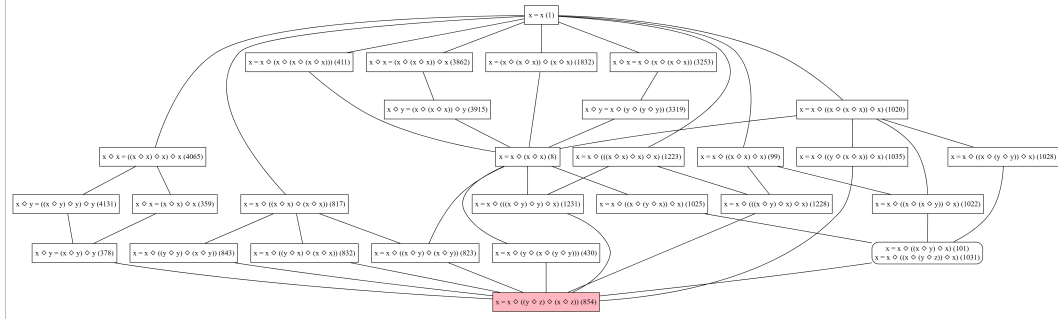 x = x (1)
x = x ◇ (x ◇ (x ◇ (x ◇ x))) (411)
x ◇ x = (x ◇ (x ◇ x)) ◇ x (3862)
x = (x ◇ (x ◇ x)) ◇ (x ◇ x) (1832)
x ◇ x = x ◇ (x ◇ (x ◇ x)) (3253)
x ◇ y = (x ◇ (x ◇ x)) ◇ y (3915)
x ◇ y = x ◇ (y ◇ (y ◇ y)) (3319)
x = x ◇ ((x ◇ (x ◇ x)) ◇ x) (1020)
x ◇ x = ((x ◇ x) ◇ x) ◇ x (4065)
x = x ◇ (x ◇ x) (8)
x = x ◇ (((x ◇ x) ◇ x) ◇ x) (1223)
x = x ◇ ((x ◇ x) ◇ x) (99)
x = x ◇ ((y ◇ (x ◇ x)) ◇ x) (1035)
x = x ◇ ((x ◇ (y ◇ y)) ◇ x) (1028)
x ◇ y = ((x ◇ y) ◇ y) ◇ y (4131)
x ◇ x = (x ◇ x) ◇ x (359)
x = x ◇ ((x ◇ x) ◇ (x ◇ x)) (817)
x = x ◇ (((x ◇ y) ◇ y) ◇ x) (1231)
x = x ◇ ((x ◇ (y ◇ x)) ◇ x) (1025)
x = x ◇ (((x ◇ y) ◇ x) ◇ x) (1228)
x = x ◇ ((x ◇ (x ◇ y)) ◇ x) (1022)
x ◇ y = (x ◇ y) ◇ y (378)
x = x ◇ ((y ◇ y) ◇ (x ◇ y)) (843)
x = x ◇ ((y ◇ x) ◇ (x ◇ x)) (832)
x = x ◇ ((x ◇ y) ◇ (x ◇ y)) (823)
x = x ◇ (y ◇ (x ◇ (y ◇ y))) (430)
x = x ◇ ((x ◇ y) ◇ x) (101)
x = x ◇ ((x ◇ (y ◇ z)) ◇ x) (1031)
x = x ◇ ((y ◇ z) ◇ (x ◇ z)) (854)